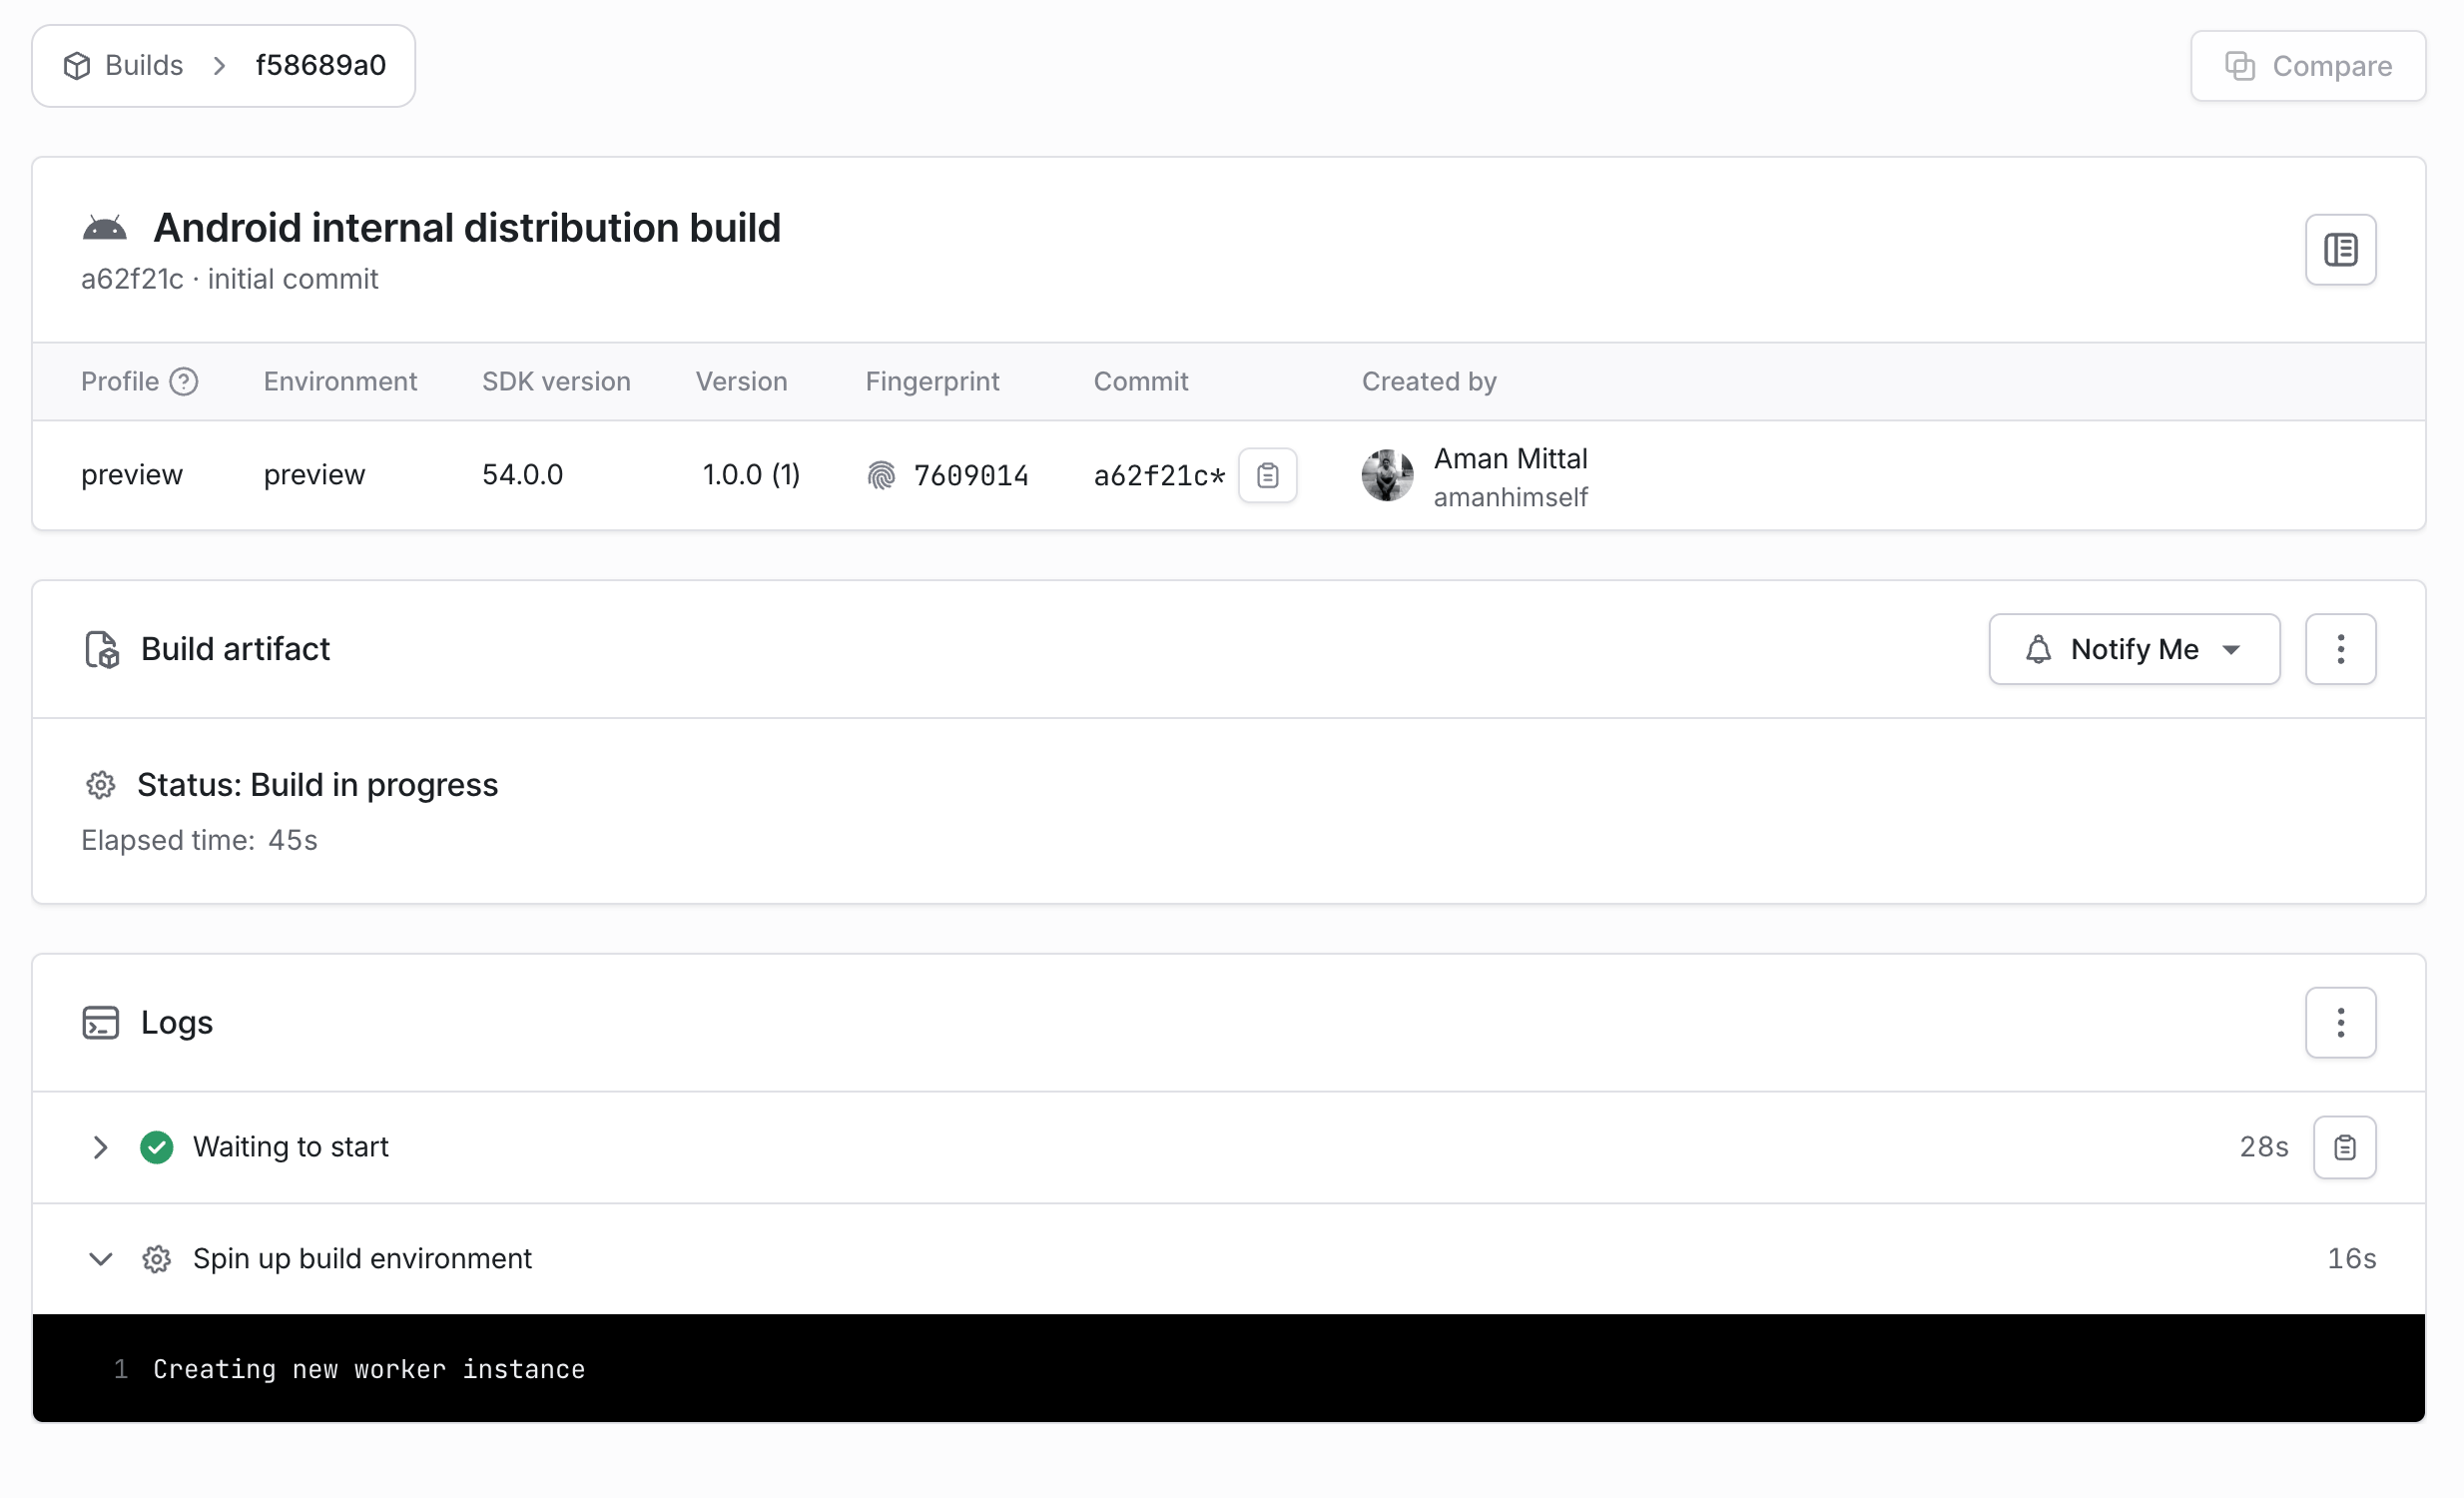 Builds > f58689a0
Compare
Android internal distribution build
a62f21c · initial commit
Profile Environment SDK version Version Fingerprint Commit Created by
preview preview 54.0.0 1.0.0 (1) 7609014 a62f21c* Aman Mittal
amanhimself
Build artifact
Notify Me
Status: Build in progress
Elapsed time: 45s
Logs
Waiting to start 28s
Spin up build environment 16s
1 Creating new worker instance